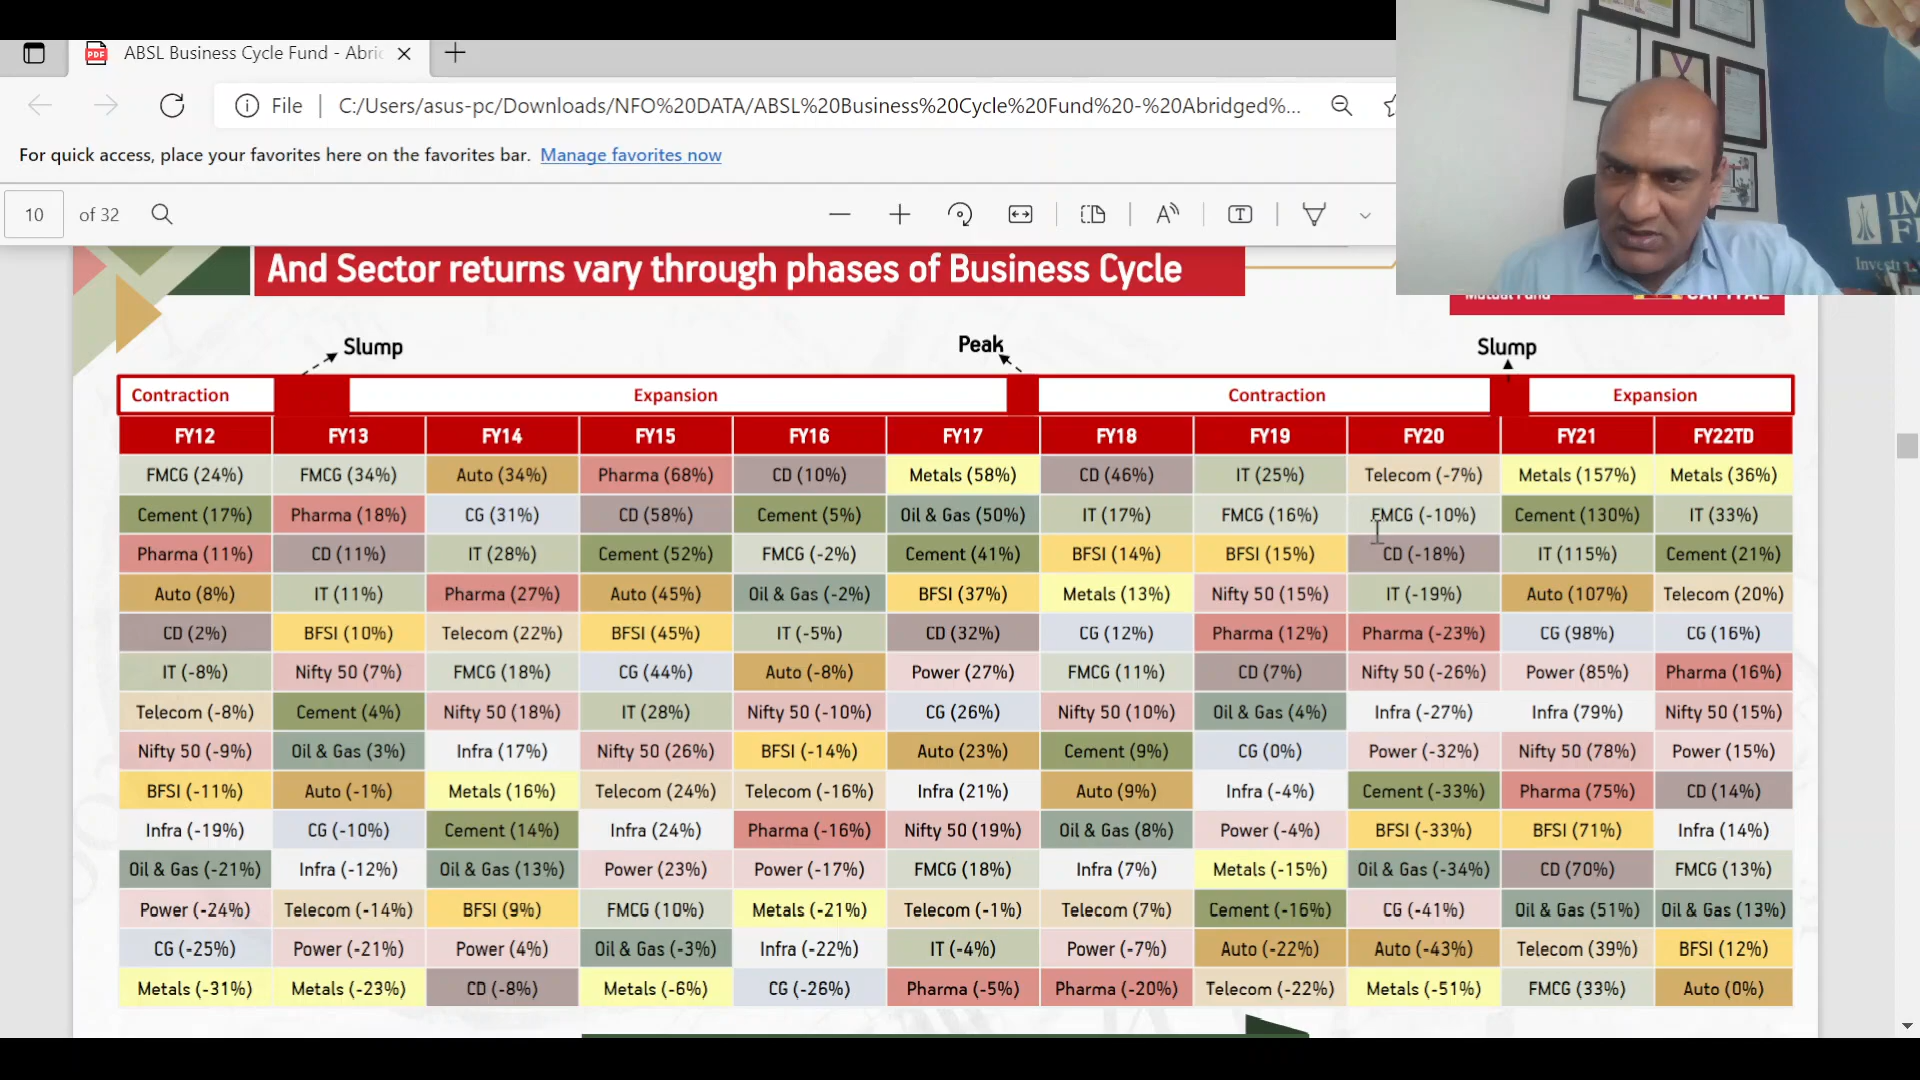 ABSL Business Cycle Fund - Abri
File
C:/Users/asus-pc/Downloads/NFO%20DATA/ABSL%20Business%20Cycle%20Fund%20-%20Abridged%...
For quick access, place your favorites here on the favorites bar. Manage favorites now
10 of 32
And Sector returns vary through phases of Business Cycle
Mutual Fund CAPITAL
Slump Peak Slump
Contraction Expansion Contraction Expansion
FY12 FY13 FY14 FY15 FY16 FY17 FY18 FY19 FY20 FY21 FY22TD
FMCG (24%) FMCG (34%) Auto (34%) Pharma (68%) CD (10%) Metals (58%) CD (46%) IT (25%) Telecom (-7%) Metals (157%) Metals (36%)
Cement (17%) Pharma (18%) CG (31%) CD (58%) Cement (5%) Oil & Gas (50%) IT (17%) FMCG (16%) FMCG (-10%) Cement (130%) IT (33%)
Pharma (11%) CD (11%) IT (28%) Cement (52%) FMCG (-2%) Cement (41%) BFSI (14%) BFSI (15%) CD (-18%) IT (115%) Cement (21%)
Auto (8%) IT (11%) Pharma (27%) Auto (45%) Oil & Gas (-2%) BFSI (37%) Metals (13%) Nifty 50 (15%) IT (-19%) Auto (107%) Telecom (20%)
CD (2%) BFSI (10%) Telecom (22%) BFSI (45%) IT (-5%) CD (32%) CG (12%) Pharma (12%) Pharma (-23%) CG (98%) CG (16%)
IT (-8%) Nifty 50 (7%) FMCG (18%) CG (44%) Auto (-8%) Power (27%) FMCG (11%) CD (7%) Nifty 50 (-26%) Power (85%) Pharma (16%)
Telecom (-8%) Cement (4%) Nifty 50 (18%) IT (28%) Nifty 50 (-10%) CG (26%) Nifty 50 (10%) Oil & Gas (4%) Infra (-27%) Infra (79%) Nifty 50 (15%)
Nifty 50 (-9%) Oil & Gas (3%) Infra (17%) Nifty 50 (26%) BFSI (-14%) Auto (23%) Cement (9%) CG (0%) Power (-32%) Nifty 50 (78%) Power (15%)
BFSI (-11%) Auto (-1%) Metals (16%) Telecom (24%) Telecom (-16%) Infra (21%) Auto (9%) Infra (-4%) Cement (-33%) Pharma (75%) CD (14%)
Infra (-19%) CG (-10%) Cement (14%) Infra (24%) Pharma (-16%) Nifty 50 (19%) Oil & Gas (8%) Power (-4%) BFSI (-33%) BFSI (71%) Infra (14%)
Oil & Gas (-21%) Infra (-12%) Oil & Gas (13%) Power (23%) Power (-17%) FMCG (18%) Infra (7%) Metals (-15%) Oil & Gas (-34%) CD (70%) FMCG (13%)
Power (-24%) Telecom (-14%) BFSI (9%) FMCG (10%) Metals (-21%) Telecom (-1%) Telecom (7%) Cement (-16%) CG (-41%) Oil & Gas (51%) Oil & Gas (13%)
CG (-25%) Power (-21%) Power (4%) Oil & Gas (-3%) Infra (-22%) IT (-4%) Power (-7%) Auto (-22%) Auto (-43%) Telecom (39%) BFSI (12%)
Metals (-31%) Metals (-23%) CD (-8%) Metals (-6%) CG (-26%) Pharma (-5%) Pharma (-20%) Telecom (-22%) Metals (-51%) FMCG (33%) Auto (0%)